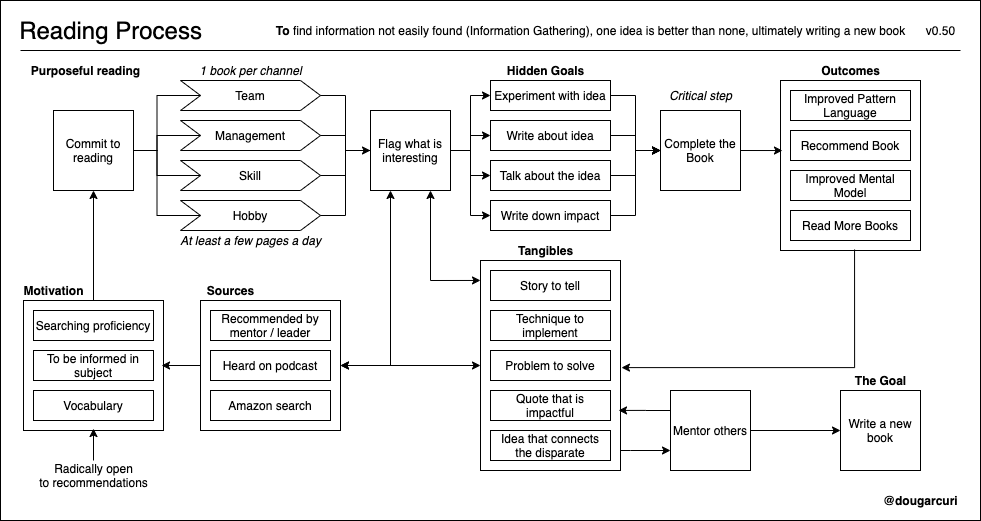 Reading Process
To find information not easily found (Information Gathering), one idea is better than none, ultimately writing a new book
v0.50
Purposeful reading
1 book per channel
Hidden Goals
Outcomes
Commit to
reading
Team
Management
Skill
Hobby
At least a few pages a day
Flag what is
interesting
Experiment with idea
Write about idea
Talk about the idea
Write down impact
Critical step
Complete the
Book
Improved Pattern
Language
Recommend Book
Improved Mental
Model
Read More Books
Motivation
Searching proficiency
To be informed in
subject
Vocabulary
Radically open
to recommendations
Sources
Recommended by
mentor / leader
Heard on podcast
Amazon search
Tangibles
Story to tell
Technique to
implement
Problem to solve
Quote that is
impactful
Idea that connects
the disparate
Mentor others
The Goal
Write a new
book
@dougarcuri